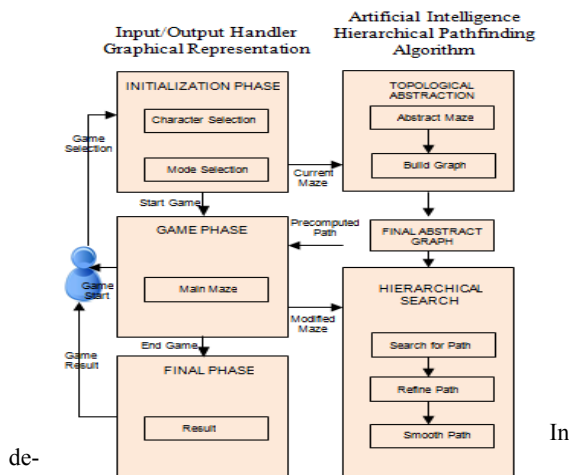 Input/Output Handler
Graphical Representation
Artificial Intelligence
Hierarchical Pathfinding
Algorithm
INITIALIZATION PHASE
Character Selection
Mode Selection
Game
Selection
Current
Maze
TOPOLOGICAL
ABSTRACTION
Abstract Maze
Build Graph
Start Game
GAME PHASE
Main Maze
Precomputed
Path
FINAL ABSTRACT
GRAPH
Game
Start
Modified
Maze
HIERARCHICAL
SEARCH
Search for Path
Refine Path
Smooth Path
End Game
FINAL PHASE
Result
Game
Result
In
de-